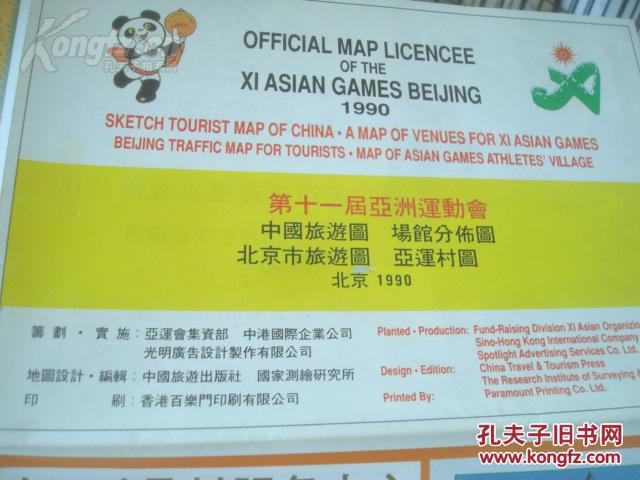 Kongfz.com
孔夫子拍卖网
OFFICIAL MAP LICENCEE
OF THE
XI ASIAN GAMES BEIJING
1990
SKETCH TOURIST MAP OF CHINA · A MAP OF VENUES FOR XI ASIAN GAMES
BEIJING TRAFFIC MAP FOR TOURISTS · MAP OF ASIAN GAMES ATHLETES' VILLAGE
第十一屆亞洲運動會
中國旅遊圖 場館分佈圖
北京市旅遊圖 亞運村圖
北京 1990
籌劃·實施:亞運會集資部 中港國際企業公司
光明廣告設計製作有限公司
地圖設計·編輯:中國旅遊出版社 國家測繪研究所
印 刷:香港百樂門印刷有限公司
Planted · Production: Fund-Raising Division XI Asian Organizin
Sino-Hong Kong International Company
Spotlight Advertising Services Co. Ltd.
Design · Edition: China Travel & Tourism Press
The Research Institute of Surveying &
Printed By: Paramount Printing Co. Ltd.
孔夫子旧书网
www.kongfz.com